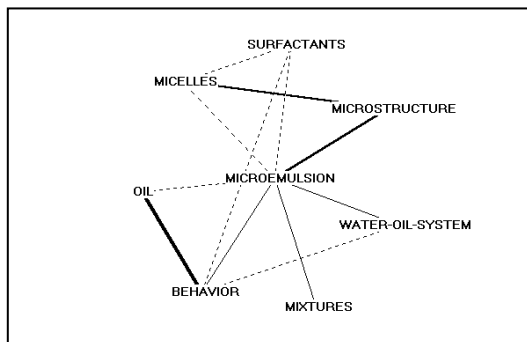 SURFACTANTS
MICELLES
MICROSTRUCTURE
MICROEMULSION
OIL
WATER-OIL-SYSTEM
BEHAVIOR
MIXTURES